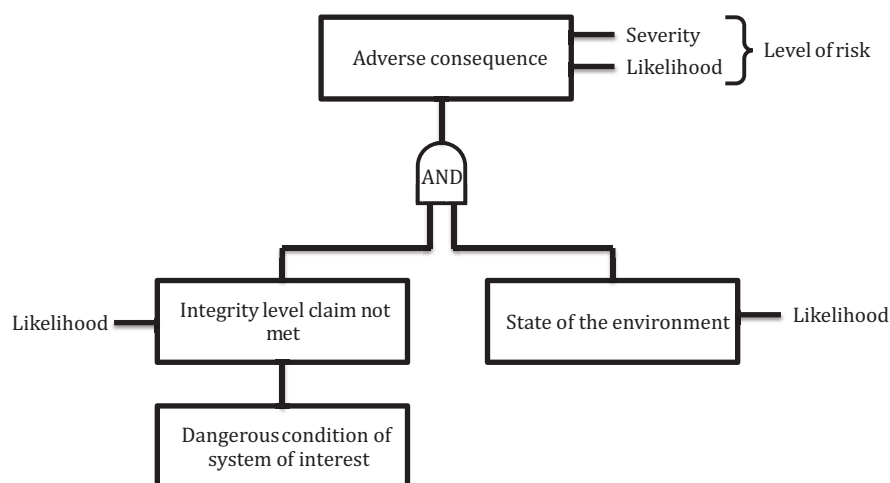 Severity
Adverse consequence
Likelihood
Level of risk
AND
Integrity level claim not
met
Likelihood
State of the environment
Likelihood
Dangerous condition of
system of interest